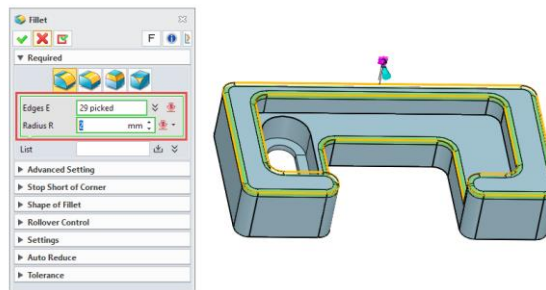 Fillet
F
Required
Edges E 29 picked
Radius R mm
List
Advanced Setting
Stop Short of Corner
Shape of Fillet
Rollover Control
Settings
Auto Reduce
Tolerance